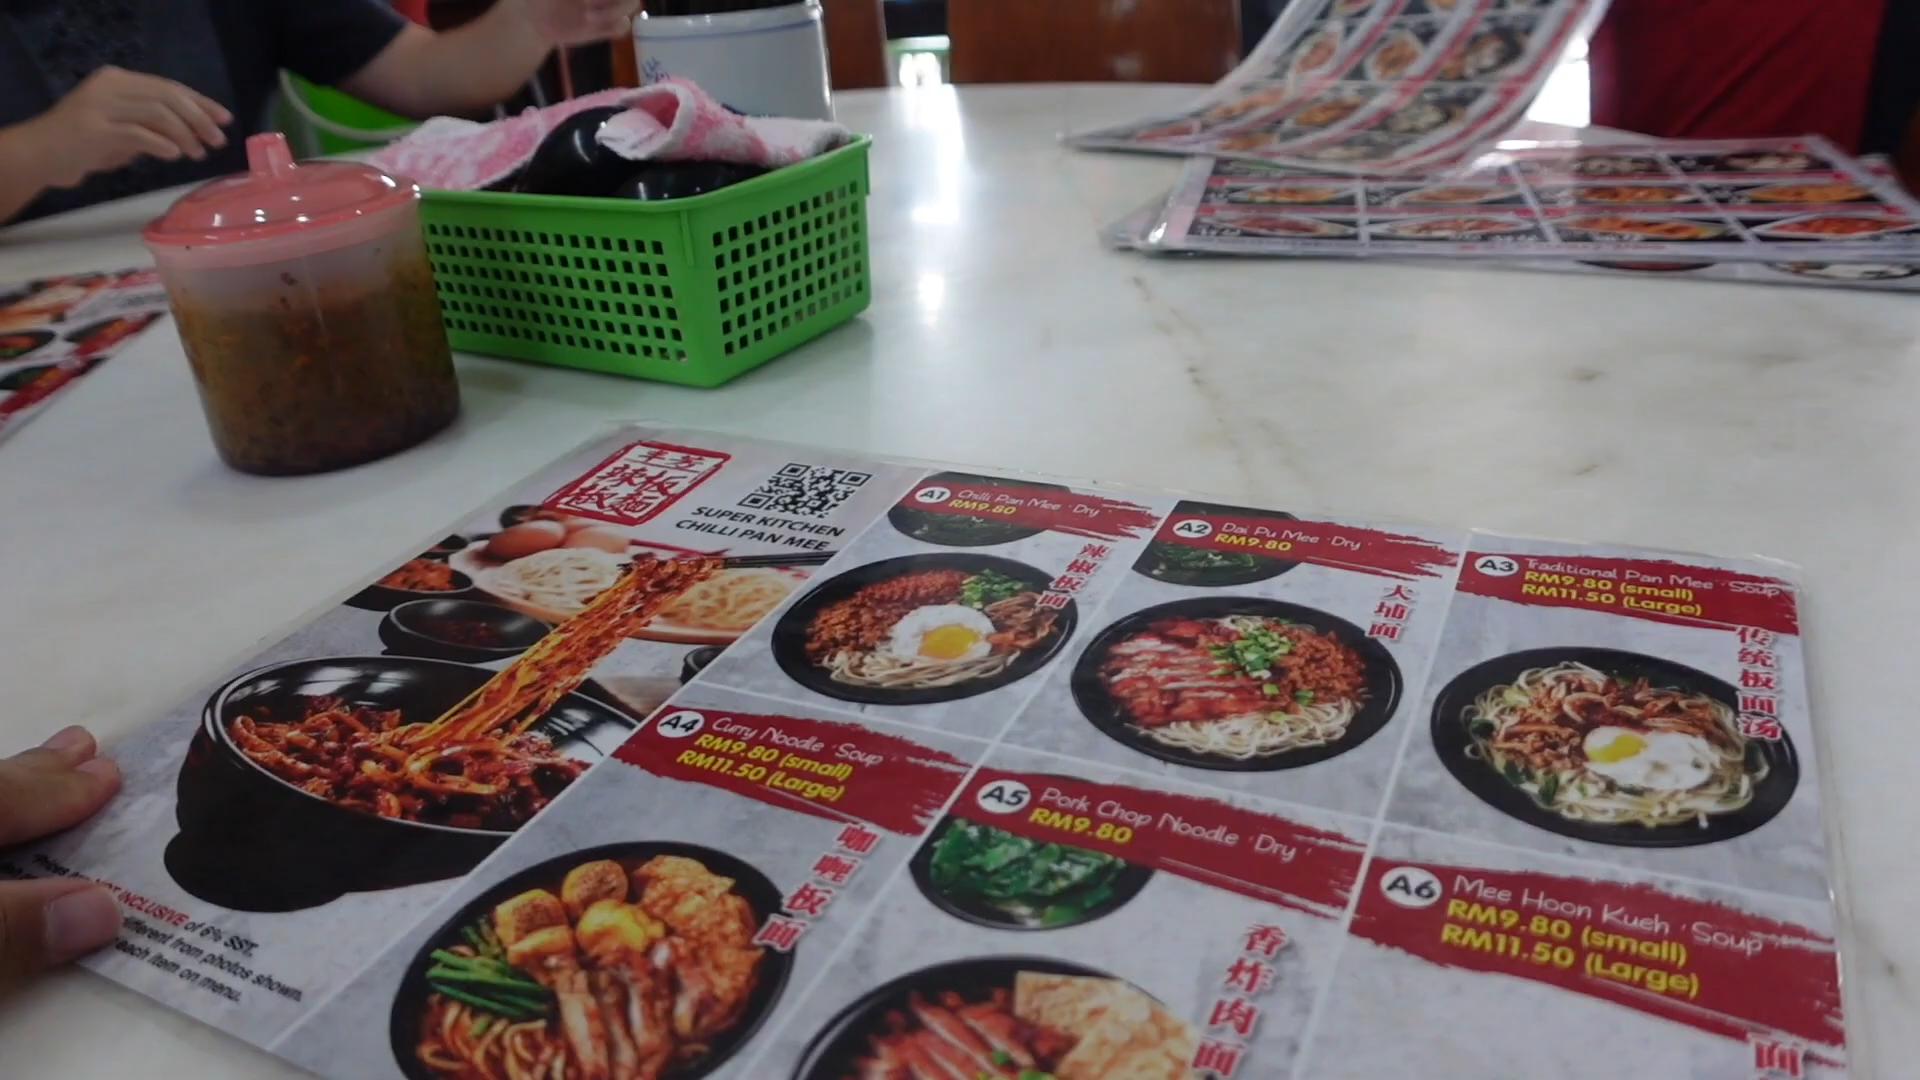 辣椒
板麵
SUPER KITCHEN
CHILLI PAN MEE
A1 Chilli Pan Mee Dry
RM9.80
辣椒板面
A2 Dai Pu Mee Dry
RM9.80
大埔面
A3 Traditional Pan Mee Soup
RM9.80 (small)
RM11.50 (Large)
传统板面汤
A4 Curry Noodle Soup
RM9.80 (small)
RM11.50 (Large)
咖喱板面
A5 Pork Chop Noodle Dry
RM9.80
香炸肉面
A6 Mee Hoon Kueh Soup
RM9.80 (small)
RM11.50 (Large)
面
NOT INCLUSIVE of 6% SST.
different from photos shown
each item on menu.